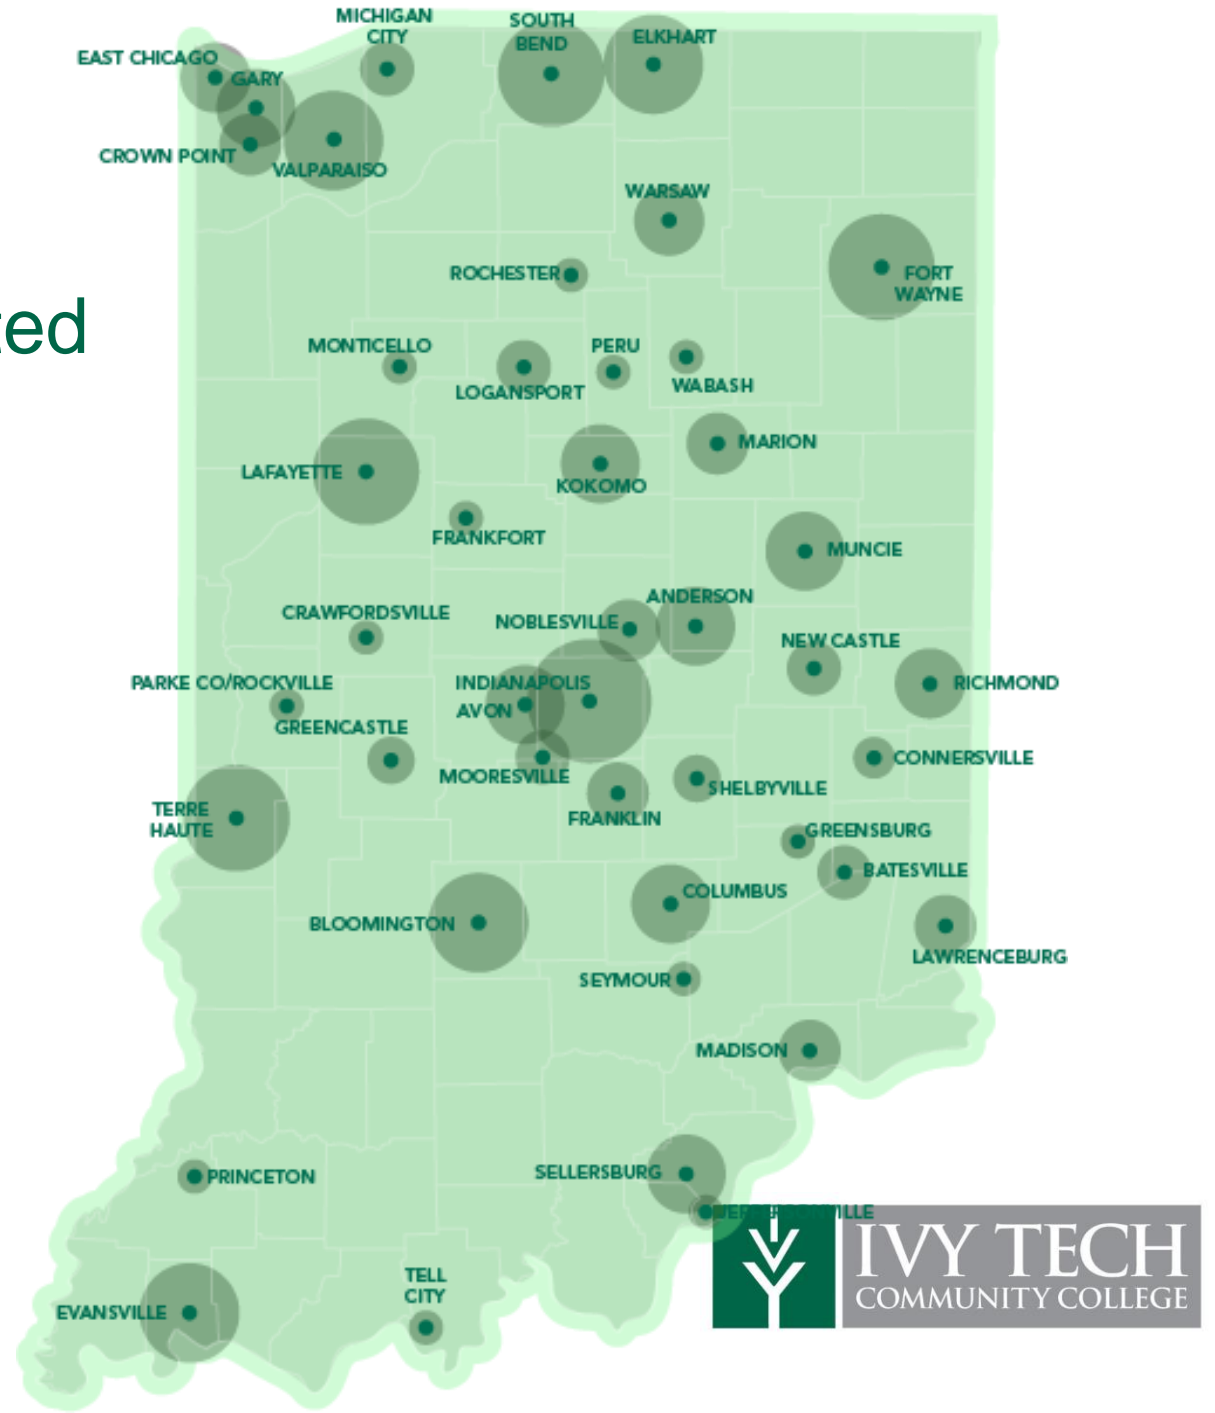 MICHIGAN
CITY
SOUTH
BEND
ELKHART
EAST CHICAGO
GARY
CROWN POINT
VALPARAISO
WARSAW
ROCHESTER
FORT
WAYNE
ted
MONTICELLO
PERU
LOGANSPORT
WABASH
MARION
LAFAYETTE
KOKOMO
FRANKFORT
MUNCIE
ANDERSON
CRAWFORDSVILLE
NOBLESVILLE
NEW CASTLE
PARKE CO/ROCKVILLE
INDIANAPOLIS
RICHMOND
AVON
GREENCASTLE
CONNERSVILLE
MOORESVILLE
SHELBYVILLE
TERRE
HAUTE
FRANKLIN
GREENSBURG
BATESVILLE
COLUMBUS
BLOOMINGTON
LAWRENCEBURG
SEYMOUR
MADISON
SELLERSBURG
PRINCETON
IVY TECH
COMMUNITY COLLEGE
TELL
CITY
EVANSVILLE